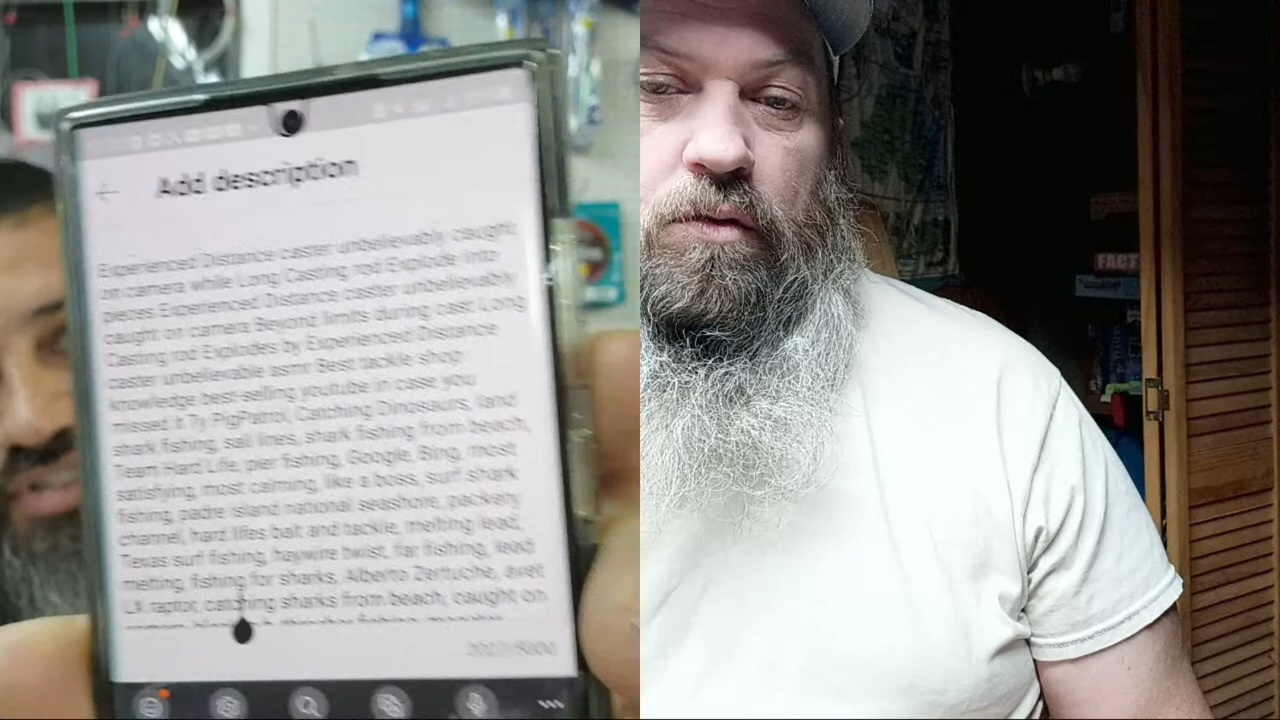 Add description
Experienced Distance caster unbelievably caught
on camera while Long Casting rod Explode into
pieces Experienced Distance caster unbelievably
caught on camera Beyond limits during cast Long
Casting rod Explodes by Experienced Distance
caster unbelievable asmr Best tackle shop
knowledge best selling youtube in case you
missed it Ty PigPatrol, Catching Dinosaurs, land
shark fishing, sail lines, shark fishing from beach,
Team Hard Life, pier fishing, Google, Bing, most
satisfying, most calming, like a boss, surf shark
fishing, padre island national seashore, packery
channel, hard lifes bait and tackle, melting lead,
Texas surf fishing, haywire twist, far fishing, lead
melting, fishing for sharks, Alberto Zertuche, avet
LX raptor, catching sharks from beach, caught on
FACT